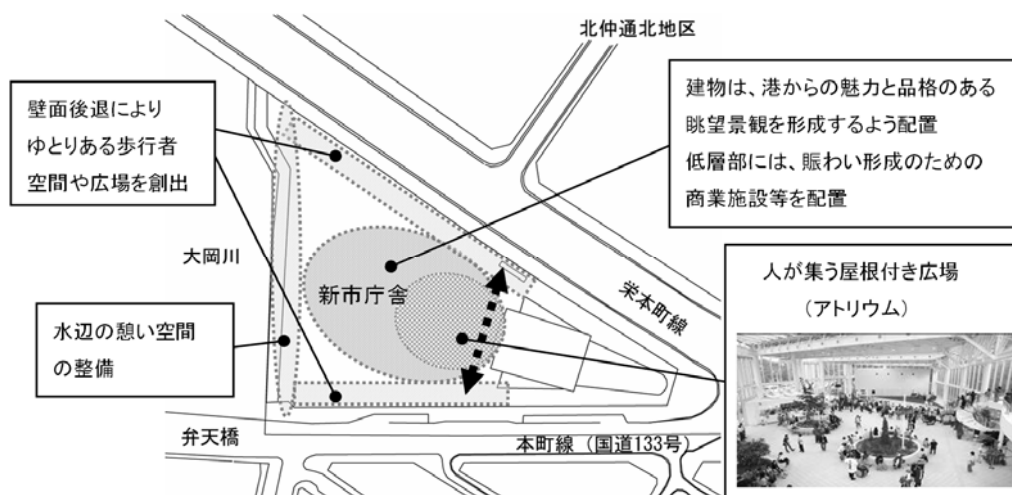 北仲通北地区
壁面後退により
ゆとりある歩行者
空間や広場を創出
建物は、港からの魅力と品格のある
眺望景観を形成するよう配置
低層部には、賑わい形成のための
商業施設等を配置
大岡川
新市庁舎
栄本町線
人が集う屋根付き広場
（アトリウム）
水辺の憩い空間
の整備
弁天橋
本町線（国道133号）